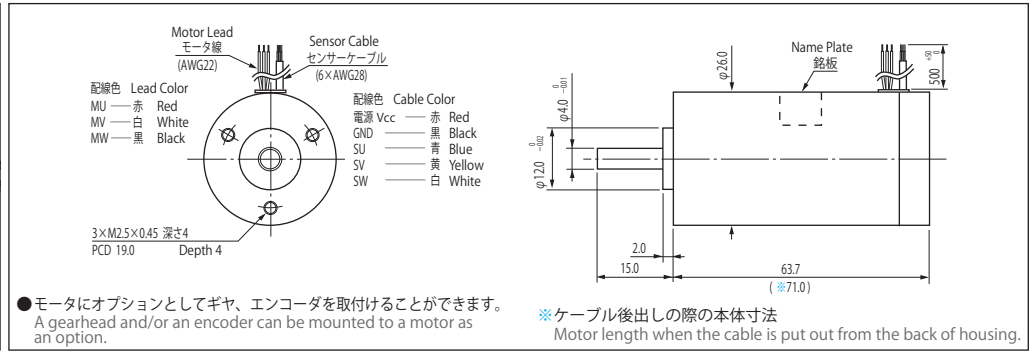 Motor Lead
モータ線
(AWG22)
Sensor Cable
センサーケーブル
(6×AWG28)
配線色 Lead Color
MU 赤 Red
MV 白 White
MW 黒 Black
配線色 Cable Color
電源 Vcc 赤 Red
GND 黒 Black
SU 青 Blue
SV 黄 Yellow
SW 白 White
3×M2.5×0.45 深さ4
PCD 19.0 Depth 4
Name Plate
銘板
φ26.0
φ4.0 0 -0.01
φ12.0 0 -0.02
500 +50 0
2.0
15.0
63.7
(※71.0)
●モータにオプションとしてギヤ、エンコーダを取付けることができます。
A gearhead and/or an encoder can be mounted to a motor as
an option.
※ケーブル後出しの際の本体寸法
Motor length when the cable is put out from the back of housing.